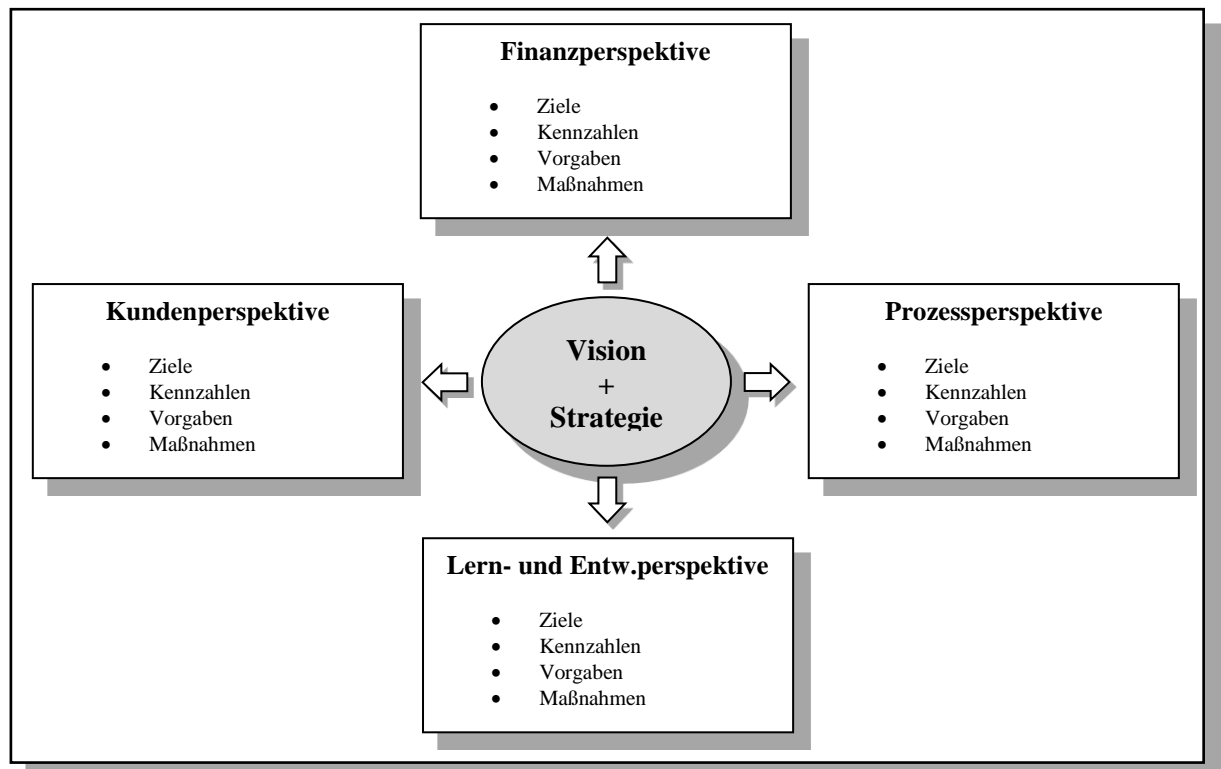 Finanzperspektive
• Ziele
• Kennzahlen
• Vorgaben
• Maßnahmen
Kundenperspektive
• Ziele
• Kennzahlen
• Vorgaben
• Maßnahmen
Vision
+
Strategie
Prozessperspektive
• Ziele
• Kennzahlen
• Vorgaben
• Maßnahmen
Lern- und Entw.perspektive
• Ziele
• Kennzahlen
• Vorgaben
• Maßnahmen